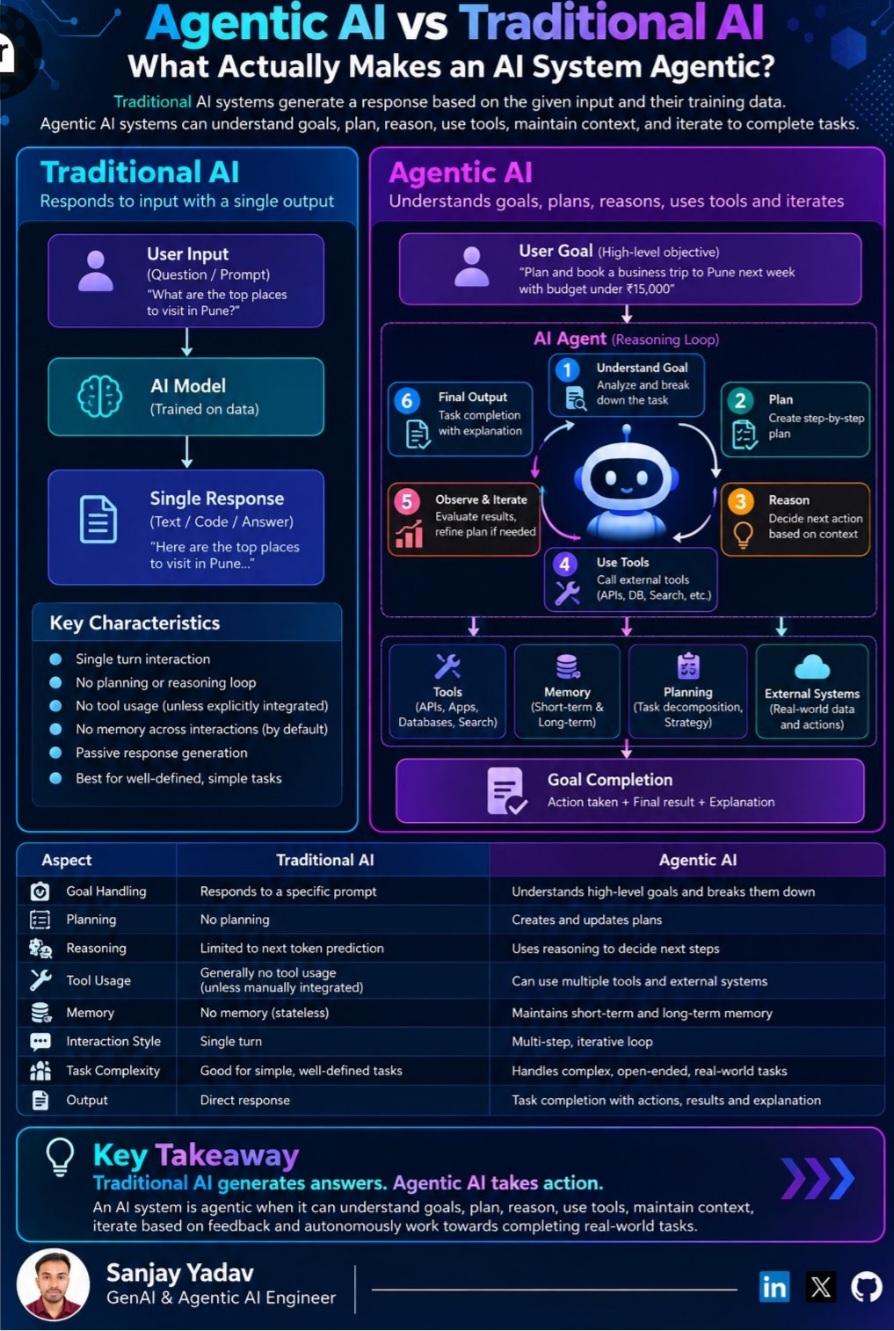 r
Agentic AI vs Traditional AI
What Actually Makes an AI System Agentic?
Traditional AI systems generate a response based on the given input and their training data.
Agentic AI systems can understand goals, plan, reason, use tools, maintain context, and iterate to complete tasks.
Traditional AI
Responds to input with a single output
User Input
(Question / Prompt)
"What are the top places
to visit in Pune?"
AI Model
(Trained on data)
Single Response
(Text / Code / Answer)
"Here are the top places
to visit in Pune..."
Key Characteristics
Single turn interaction
No planning or reasoning loop
No tool usage (unless explicitly integrated)
No memory across interactions (by default)
Passive response generation
Best for well-defined, simple tasks
Agentic AI
Understands goals, plans, reasons, uses tools and iterates
User Goal (High-level objective)
"Plan and book a business trip to Pune next week
with budget under ₹15,000"
AI Agent (Reasoning Loop)
1 Understand Goal
Analyze and break
down the task
2 Plan
Create step-by-step
plan
3 Reason
Decide next action
based on context
4 Use Tools
Call external tools
(APIs, DB, Search, etc.)
5 Observe & Iterate
Evaluate results,
refine plan if needed
6 Final Output
Task completion
with explanation
Tools
(APIs, Apps,
Databases, Search)
Memory
(Short-term &
Long-term)
Planning
(Task decomposition,
Strategy)
External Systems
(Real-world data
and actions)
Goal Completion
Action taken + Final result + Explanation
Aspect Traditional AI Agentic AI
Goal Handling Responds to a specific prompt Understands high-level goals and breaks them down
Planning No planning Creates and updates plans
Reasoning Limited to next token prediction Uses reasoning to decide next steps
Tool Usage Generally no tool usage
(unless manually integrated) Can use multiple tools and external systems
Memory No memory (stateless) Maintains short-term and long-term memory
Interaction Style Single turn Multi-step, iterative loop
Task Complexity Good for simple, well-defined tasks Handles complex, open-ended, real-world tasks
Output Direct response Task completion with actions, results and explanation
Key Takeaway
Traditional AI generates answers. Agentic AI takes action.
An AI system is agentic when it can understand goals, plan, reason, use tools, maintain context,
iterate based on feedback and autonomously work towards completing real-world tasks.
Sanjay Yadav
GenAI & Agentic AI Engineer
in X